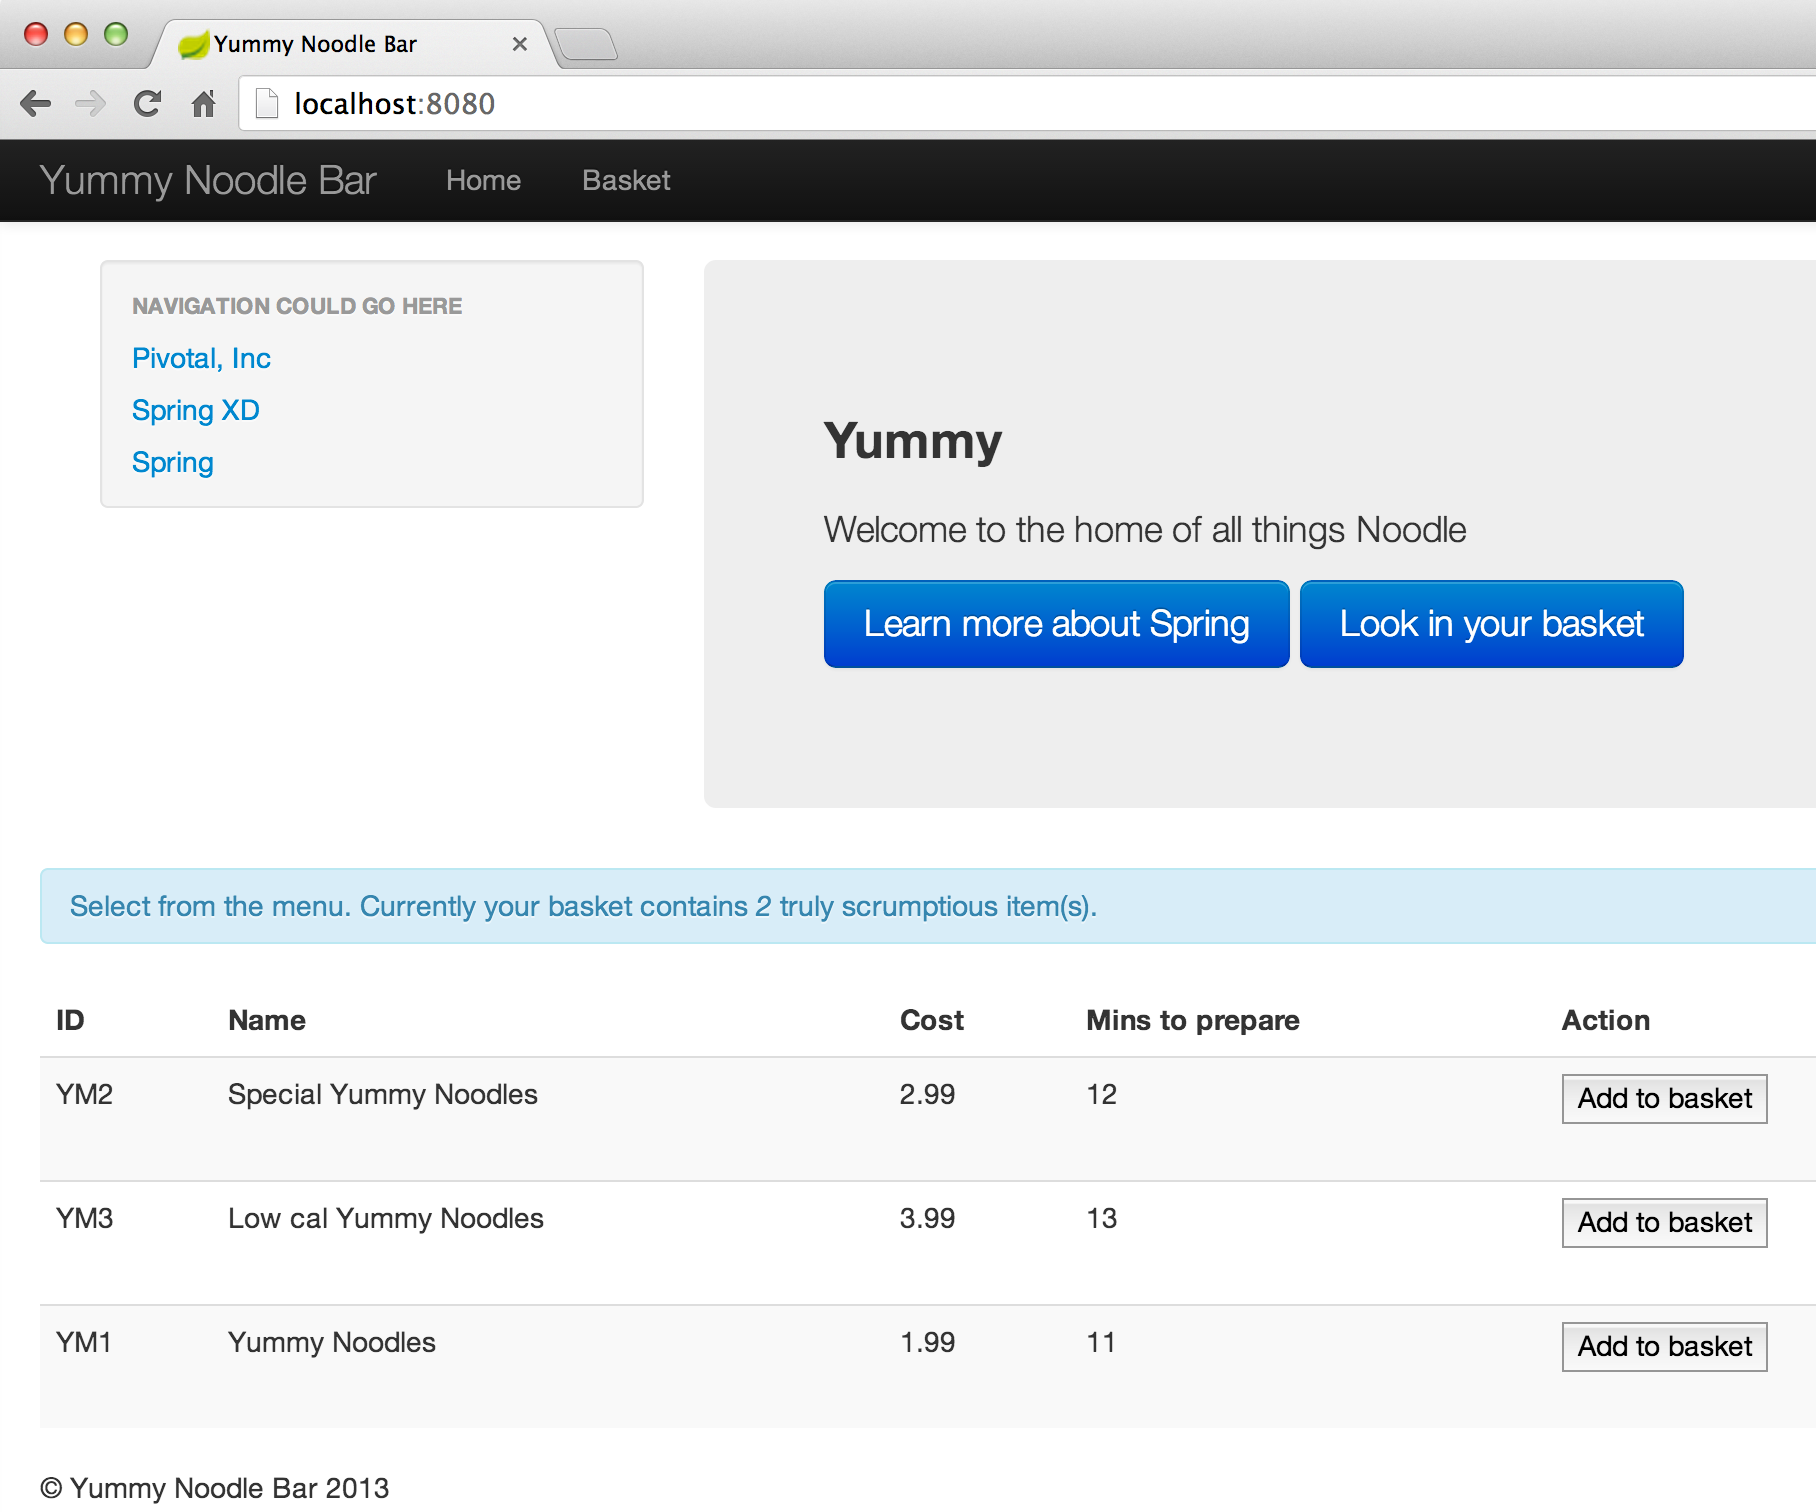 Yummy Noodle Bar
localhost:8080
Yummy Noodle Bar Home Basket
NAVIGATION COULD GO HERE
Pivotal, Inc
Spring XD
Spring
Yummy
Welcome to the home of all things Noodle
Learn more about Spring Look in your basket
Select from the menu. Currently your basket contains 2 truly scrumptious item(s).
ID Name Cost Mins to prepare Action
YM2 Special Yummy Noodles 2.99 12 Add to basket
YM3 Low cal Yummy Noodles 3.99 13 Add to basket
YM1 Yummy Noodles 1.99 11 Add to basket
© Yummy Noodle Bar 2013